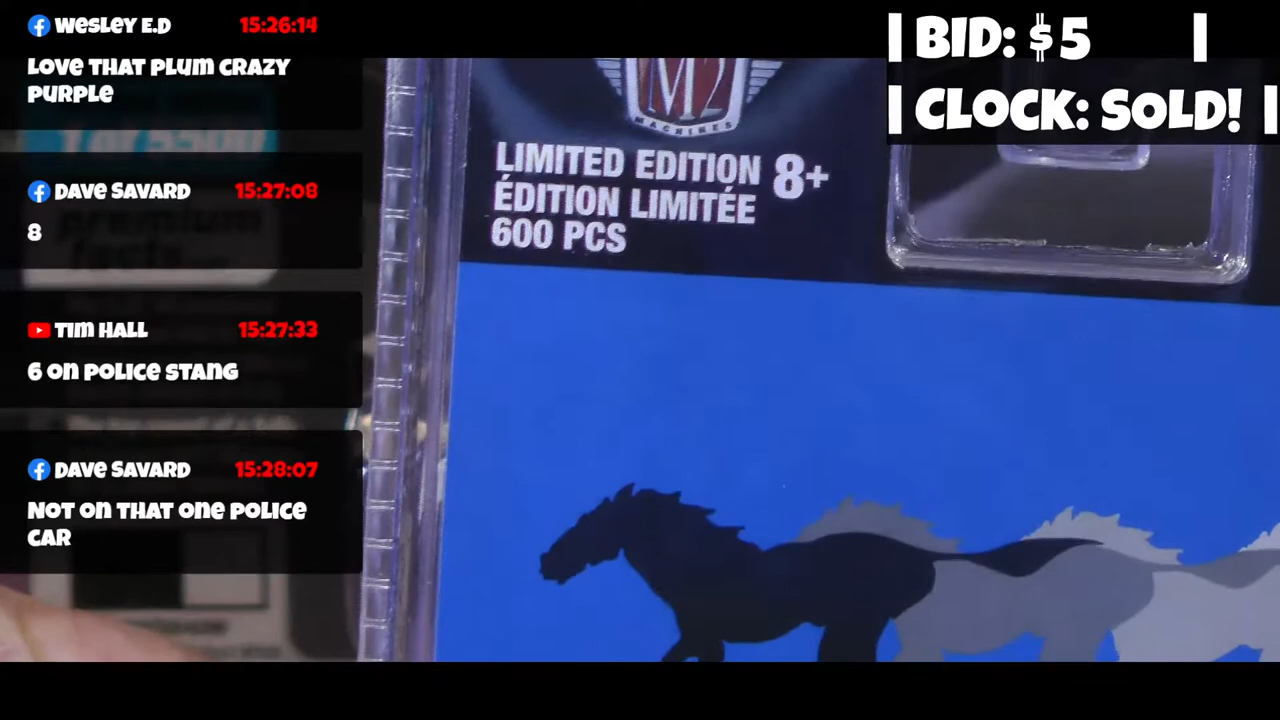 WESLEY E.D 15:26:14
LOVE THAT PLUM CRAZY
PURPLE
DAVE SAVARD 15:27:08
8
TIM HALL 15:27:33
6 ON POLICE STANG
DAVE SAVARD 15:28:07
NOT ON THAT ONE POLICE
CAR
| BID: $5 |
| CLOCK: SOLD! |
M2
MACHINES
LIMITED EDITION 8+
ÉDITION LIMITÉE
600 PCS
premium